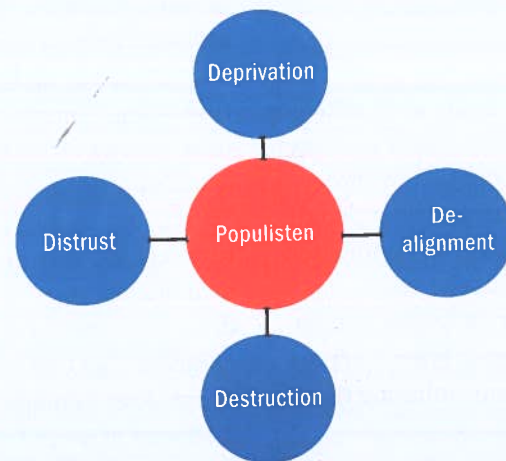 Deprivation
Distrust
Populisten
De-
alignment
Destruction